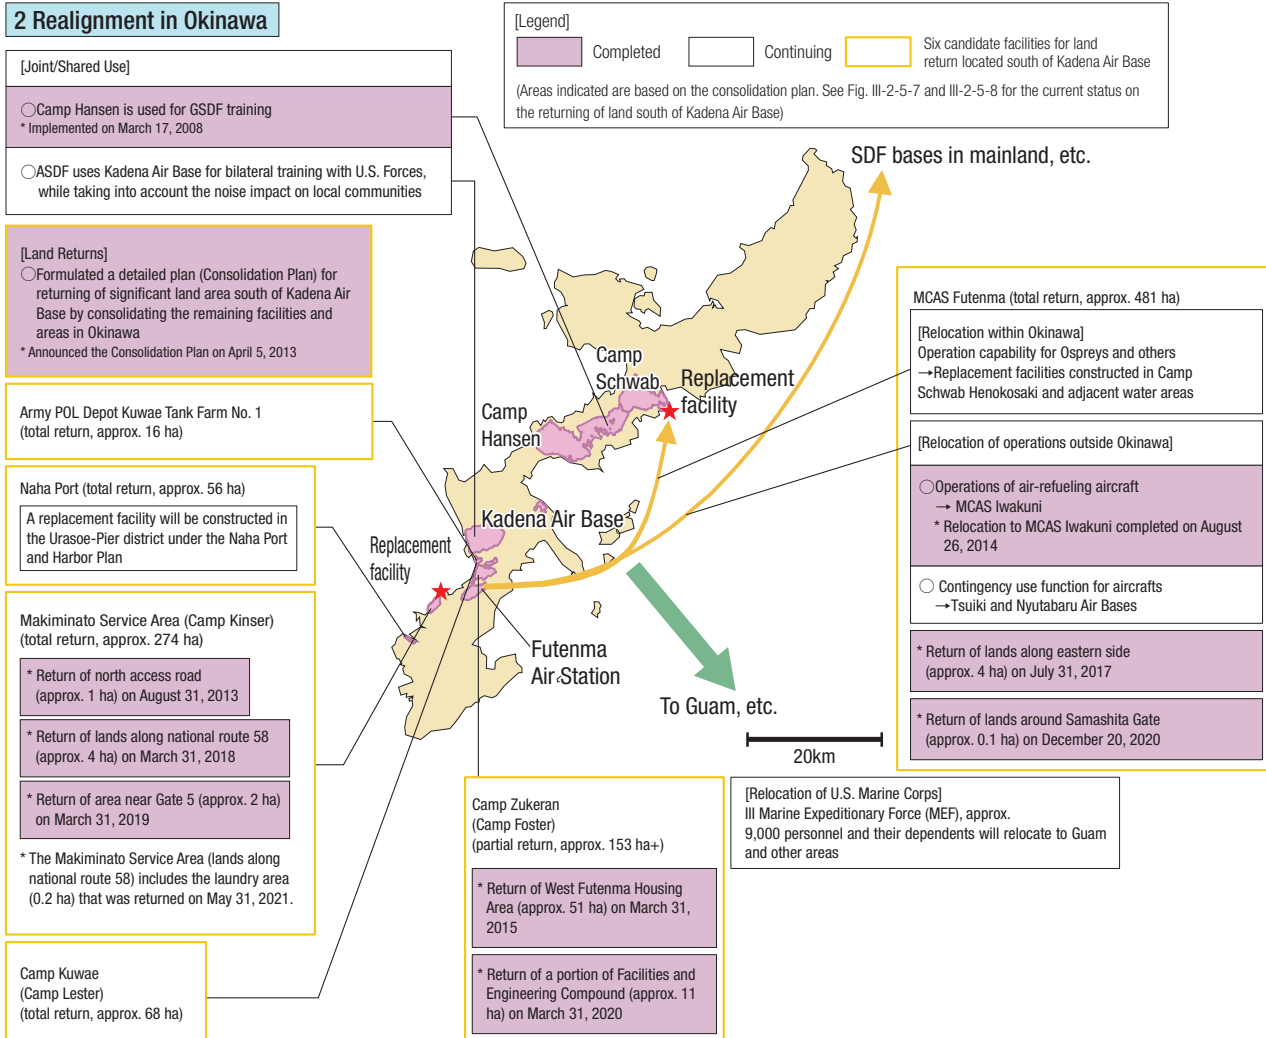 2 Realignment in Okinawa
[Legend]
Completed
Continuing
Six candidate facilities for land
return located south of Kadena Air Base
(Areas indicated are based on the consolidation plan. See Fig. III-2-5-7 and III-2-5-8 for the current status on
the returning of land south of Kadena Air Base)
[Joint/Shared Use]
○Camp Hansen is used for GSDF training
* Implemented on March 17, 2008
○ASDF uses Kadena Air Base for bilateral training with U.S. Forces,
while taking into account the noise impact on local communities
[Land Returns]
○Formulated a detailed plan (Consolidation Plan) for
returning of significant land area south of Kadena Air
Base by consolidating the remaining facilities and
areas in Okinawa
* Announced the Consolidation Plan on April 5, 2013
Army POL Depot Kuwae Tank Farm No. 1
(total return, approx. 16 ha)
Naha Port (total return, approx. 56 ha)
A replacement facility will be constructed in
the Urasoe-Pier district under the Naha Port
and Harbor Plan
Makiminato Service Area (Camp Kinser)
(total return, approx. 274 ha)
* Return of north access road
(approx. 1 ha) on August 31, 2013
* Return of lands along national route 58
(approx. 4 ha) on March 31, 2018
* Return of area near Gate 5 (approx. 2 ha)
on March 31, 2019
* The Makiminato Service Area (lands along
national route 58) includes the laundry area
(0.2 ha) that was returned on May 31, 2021.
Camp Kuwae
(Camp Lester)
(total return, approx. 68 ha)
SDF bases in mainland, etc.
Camp
Schwab
Replacement
facility
Camp
Hansen
Kadena Air Base
Replacement
facility
Futenma
Air Station
To Guam, etc.
20km
Camp Zukeran
(Camp Foster)
(partial return, approx. 153 ha+)
* Return of West Futenma Housing
Area (approx. 51 ha) on March 31,
2015
* Return of a portion of Facilities and
Engineering Compound (approx. 11
ha) on March 31, 2020
[Relocation of U.S. Marine Corps]
III Marine Expeditionary Force (MEF), approx.
9,000 personnel and their dependents will relocate to Guam
and other areas
MCAS Futenma (total return, approx. 481 ha)
[Relocation within Okinawa]
Operation capability for Ospreys and others
→Replacement facilities constructed in Camp
Schwab Henokosaki and adjacent water areas
[Relocation of operations outside Okinawa]
○Operations of air-refueling aircraft
→ MCAS Iwakuni
* Relocation to MCAS Iwakuni completed on August
26, 2014
○ Contingency use function for aircrafts
→Tsuiki and Nyutabaru Air Bases
* Return of lands along eastern side
(approx. 4 ha) on July 31, 2017
* Return of lands around Samashita Gate
(approx. 0.1 ha) on December 20, 2020